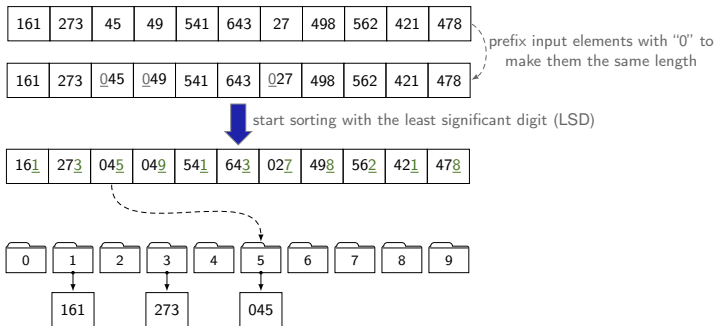 161 273 45 49 541 643 27 498 562 421 478
prefix input elements with “0” to
make them the same length
161 273 045 049 541 643 027 498 562 421 478
start sorting with the least significant digit (LSD)
161 273 045 049 541 643 027 498 562 421 478
0 1 2 3 4 5 6 7 8 9
161 273 045